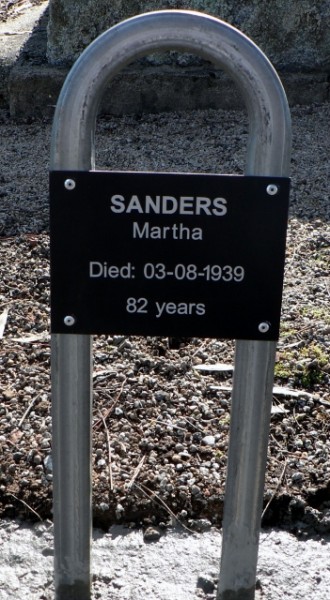 SANDERS
Martha
Died: 03-08-1939
82 years